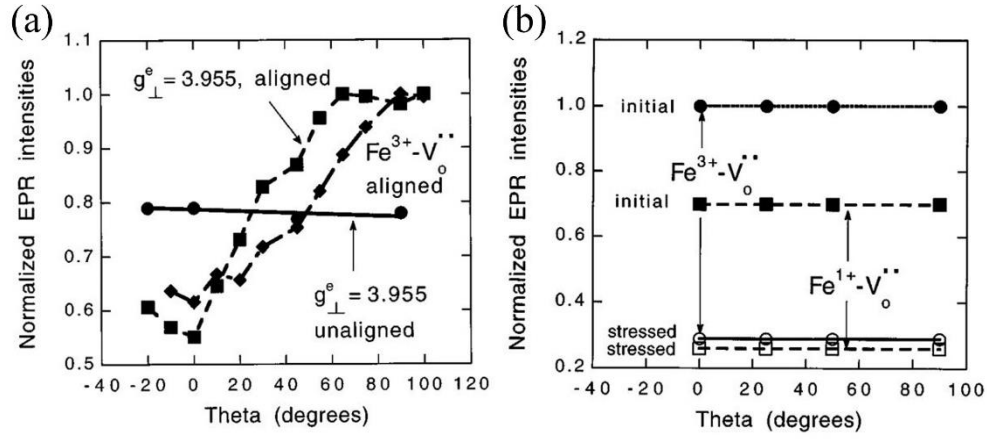 (a)
1.1
1.0
0.9
0.8
0.7
0.6
0.5
-40 -20 0 20 40 60 80 100 120
Normalized EPR intensities
Theta (degrees)
g⊥ᵉ = 3.955, aligned
Fe³⁺-Vₒ¨
aligned
g⊥ᵉ = 3.955
unaligned
(b)
1.2
1.0
0.8
0.6
0.4
0.2
-40 -20 0 20 40 60 80 100
Normalized EPR intensities
Theta (degrees)
initial
Fe³⁺-Vₒ¨
initial
Fe¹⁺-Vₒ¨
stressed
stressed